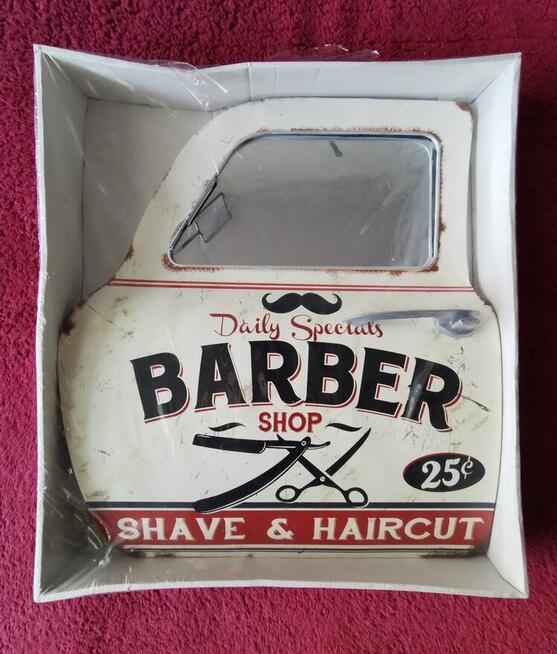 Daily Specials
BARBER
SHOP
25¢
SHAVE & HAIRCUT